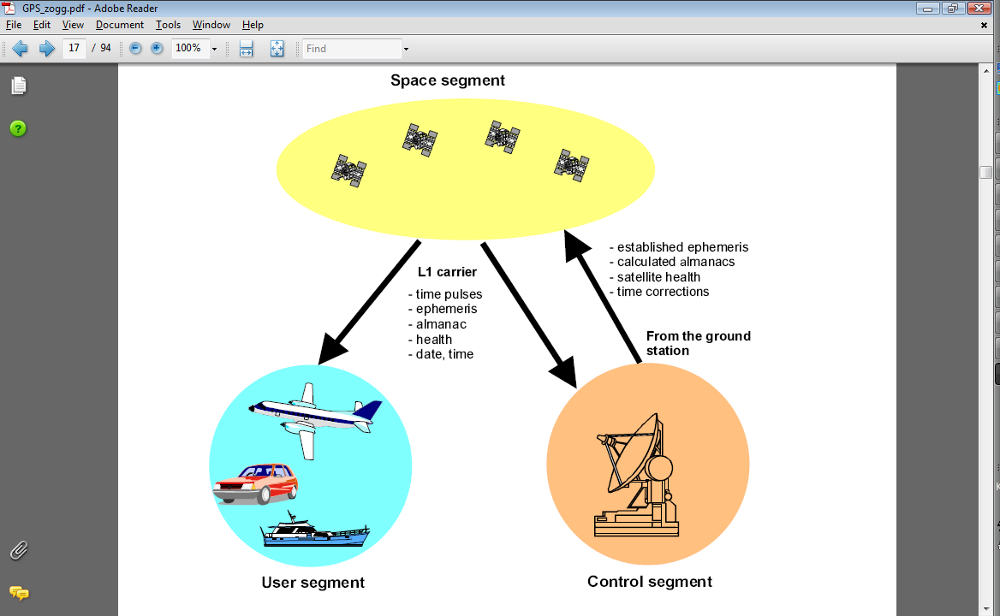 GPS_zogg.pdf - Adobe Reader
File Edit View Document Tools Window Help
17 / 94 100% Find
Space segment
- established ephemeris
- calculated almanacs
- satellite health
- time corrections
L1 carrier
- time pulses
- ephemeris
- almanac
- health
- date, time
From the ground
station
User segment
Control segment